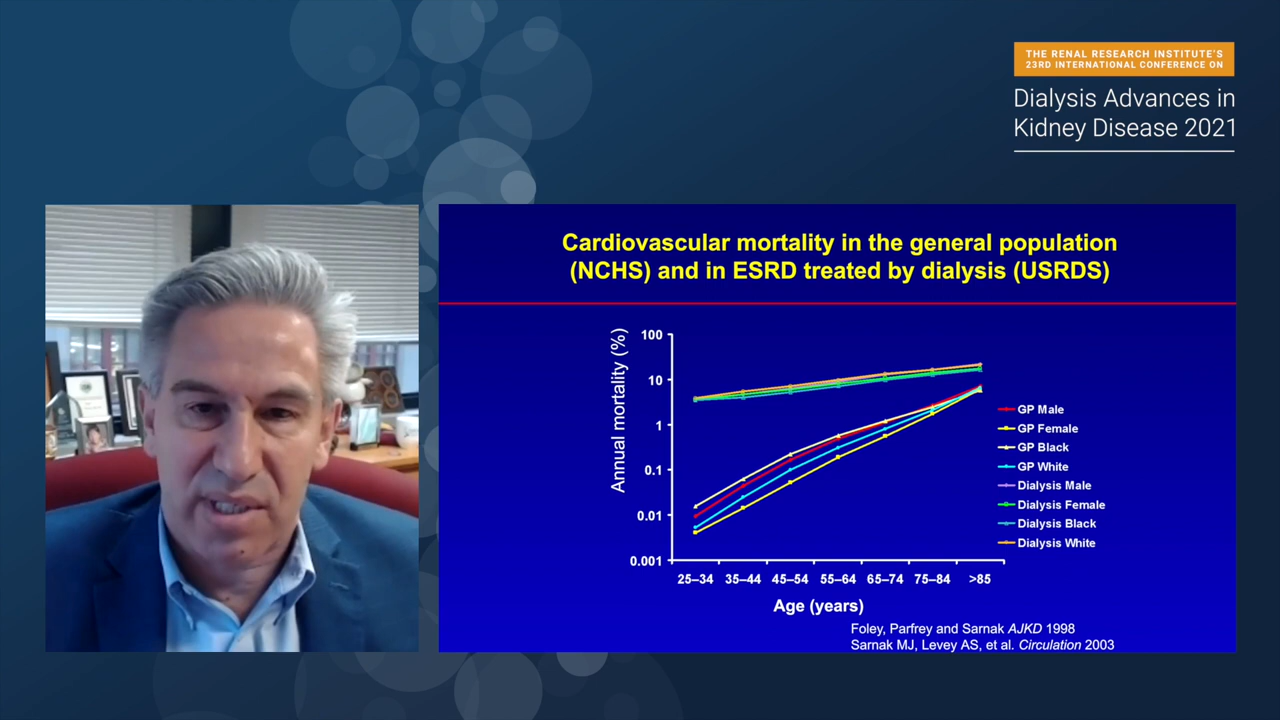 THE RENAL RESEARCH INSTITUTE'S
23RD INTERNATIONAL CONFERENCE ON
Dialysis Advances in
Kidney Disease 2021
Cardiovascular mortality in the general population
(NCHS) and in ESRD treated by dialysis (USRDS)
Annual mortality (%)
100
10
1
0.1
0.01
0.001
25–34 35–44 45–54 55–64 65–74 75–84 >85
Age (years)
GP Male
GP Female
GP Black
GP White
Dialysis Male
Dialysis Female
Dialysis Black
Dialysis White
Foley, Parfrey and Sarnak AJKD 1998
Sarnak MJ, Levey AS, et al. Circulation 2003